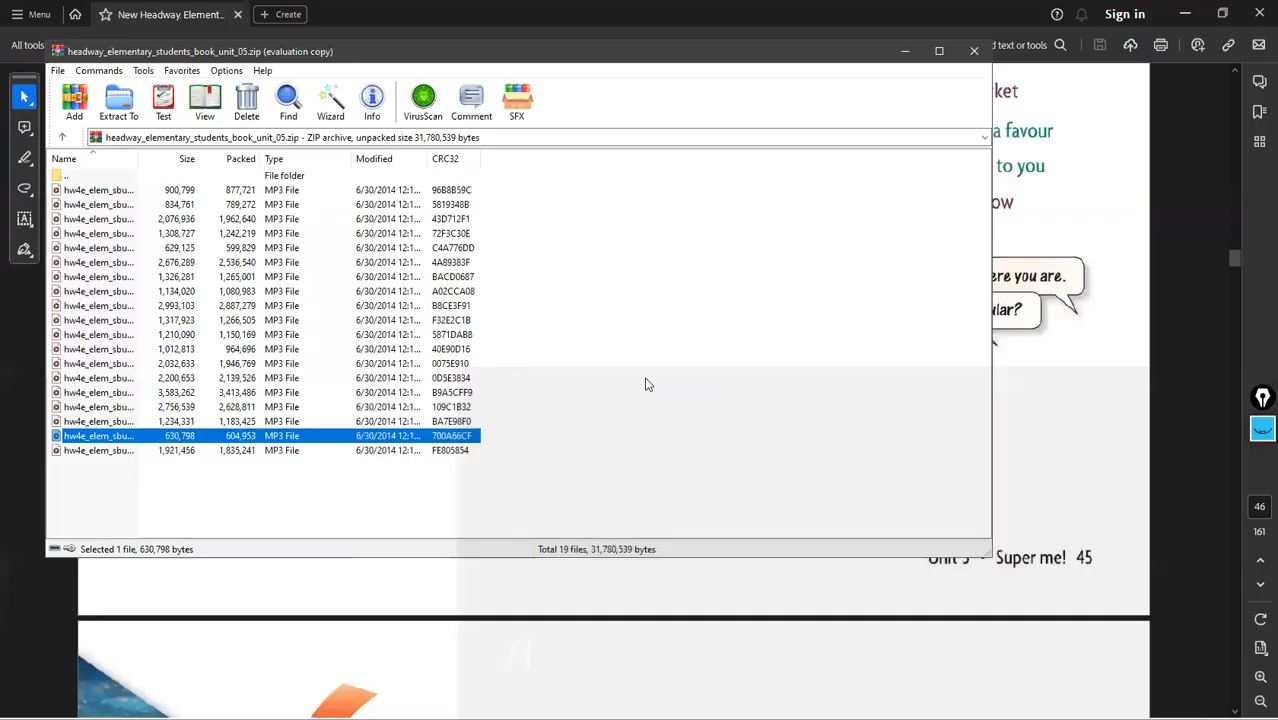 Menu
New Headway. Element...
Create
Sign in
All tools
headway_elementary_students_book_unit_05.zip (evaluation copy)
d text or tools
File Commands Tools Favorites Options Help
Add Extract To Test View Delete Find Wizard Info VirusScan Comment SFX
headway_elementary_students_book_unit_05.zip - ZIP archive, unpacked size 31,780,539 bytes
Name Size Packed Type Modified CRC32
.. File folder
hw4e_elem_sbu... 900,799 877,721 MP3 File 6/30/2014 12:1... 96B8B59C
hw4e_elem_sbu... 834,761 789,272 MP3 File 6/30/2014 12:1... 5819348B
hw4e_elem_sbu... 2,076,936 1,962,640 MP3 File 6/30/2014 12:1... 43D712F1
hw4e_elem_sbu... 1,308,727 1,242,219 MP3 File 6/30/2014 12:1... 72F3C30E
hw4e_elem_sbu... 629,125 599,829 MP3 File 6/30/2014 12:1... C4A776DD
hw4e_elem_sbu... 2,676,289 2,536,540 MP3 File 6/30/2014 12:1... 4A89383F
hw4e_elem_sbu... 1,326,281 1,265,001 MP3 File 6/30/2014 12:1... BACD0687
hw4e_elem_sbu... 1,134,020 1,080,983 MP3 File 6/30/2014 12:1... A02CCA08
hw4e_elem_sbu... 2,993,103 2,887,279 MP3 File 6/30/2014 12:1... B8CE3F91
hw4e_elem_sbu... 1,317,923 1,266,505 MP3 File 6/30/2014 12:1... F32E2C1B
hw4e_elem_sbu... 1,210,090 1,150,169 MP3 File 6/30/2014 12:1... 5871DAB8
hw4e_elem_sbu... 1,012,813 964,696 MP3 File 6/30/2014 12:1... 40E90D16
hw4e_elem_sbu... 2,032,633 1,946,769 MP3 File 6/30/2014 12:1... 0075E910
hw4e_elem_sbu... 2,200,653 2,139,526 MP3 File 6/30/2014 12:1... 0D5E3834
hw4e_elem_sbu... 3,583,262 3,413,486 MP3 File 6/30/2014 12:1... B9A5CFF9
hw4e_elem_sbu... 2,756,539 2,628,811 MP3 File 6/30/2014 12:1... 109C1B32
hw4e_elem_sbu... 1,234,331 1,183,425 MP3 File 6/30/2014 12:1... BA7E98F0
hw4e_elem_sbu... 630,798 604,953 MP3 File 6/30/2014 12:1... 700A66CF
hw4e_elem_sbu... 1,921,456 1,835,241 MP3 File 6/30/2014 12:1... FE805854
Selected 1 file, 630,798 bytes Total 19 files, 31,780,539 bytes
ket
a favour
to you
ow
ere you are.
ular?
Super me! 45
46
161